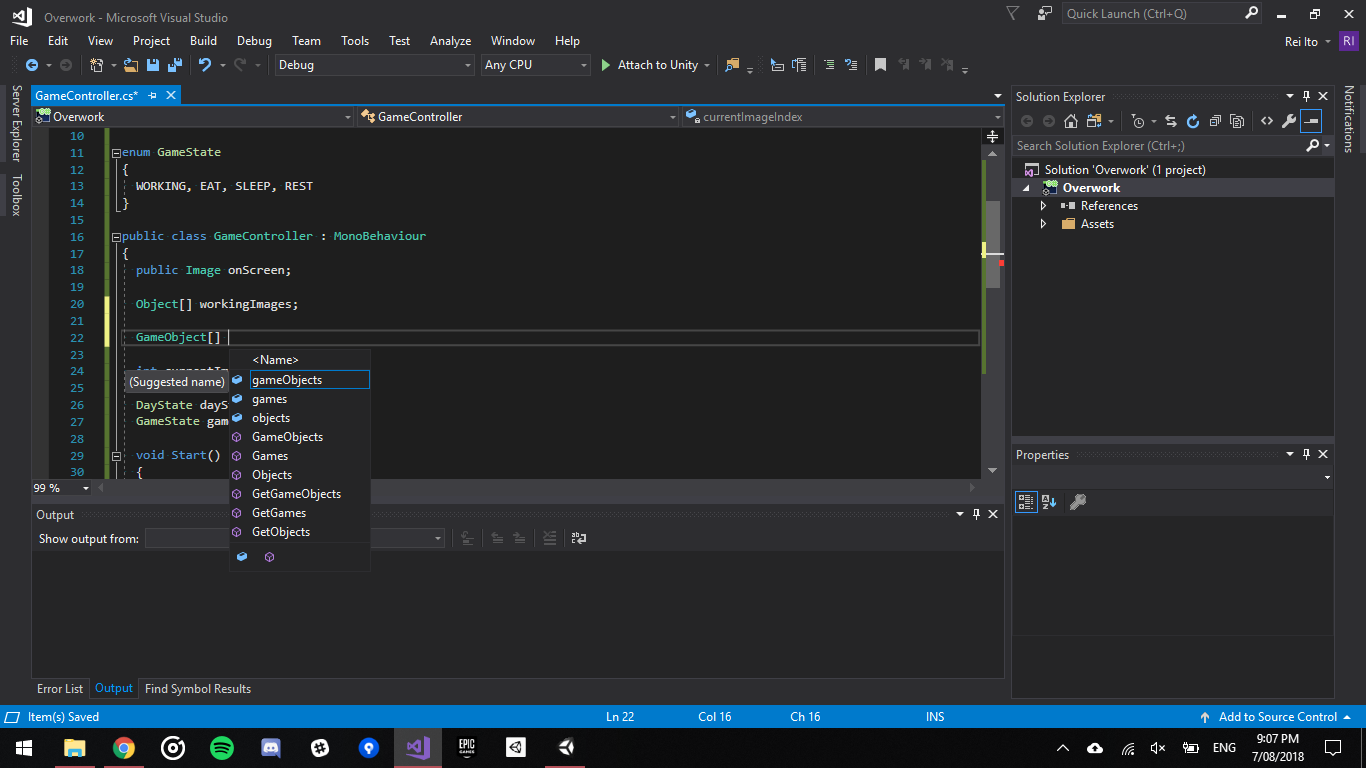 Overwork - Microsoft Visual Studio
Quick Launch (Ctrl+Q)
File Edit View Project Build Debug Team Tools Test Analyze Window Help
Rei Ito RI
Debug Any CPU Attach to Unity
Server Explorer
Toolbox
GameController.cs*
Overwork GameController currentImageIndex
10
11 enum GameState
12 {
13 WORKING, EAT, SLEEP, REST
14 }
15
16 public class GameController : MonoBehaviour
17 {
18 public Image onScreen;
19
20 Object[] workingImages;
21
22 GameObject[]
23
24
25
26 DayState dayS
27 GameState gam
28
29 void Start()
30 {
(Suggested name)
<Name>
gameObjects
games
objects
GameObjects
Games
Objects
GetGameObjects
GetGames
GetObjects
99 %
Output
Show output from:
Error List Output Find Symbol Results
Solution Explorer
Search Solution Explorer (Ctrl+;)
Solution 'Overwork' (1 project)
Overwork
References
Assets
Properties
Notifications
Item(s) Saved Ln 22 Col 16 Ch 16 INS Add to Source Control
EPIC
GAMES
ENG
9:07 PM
7/08/2018